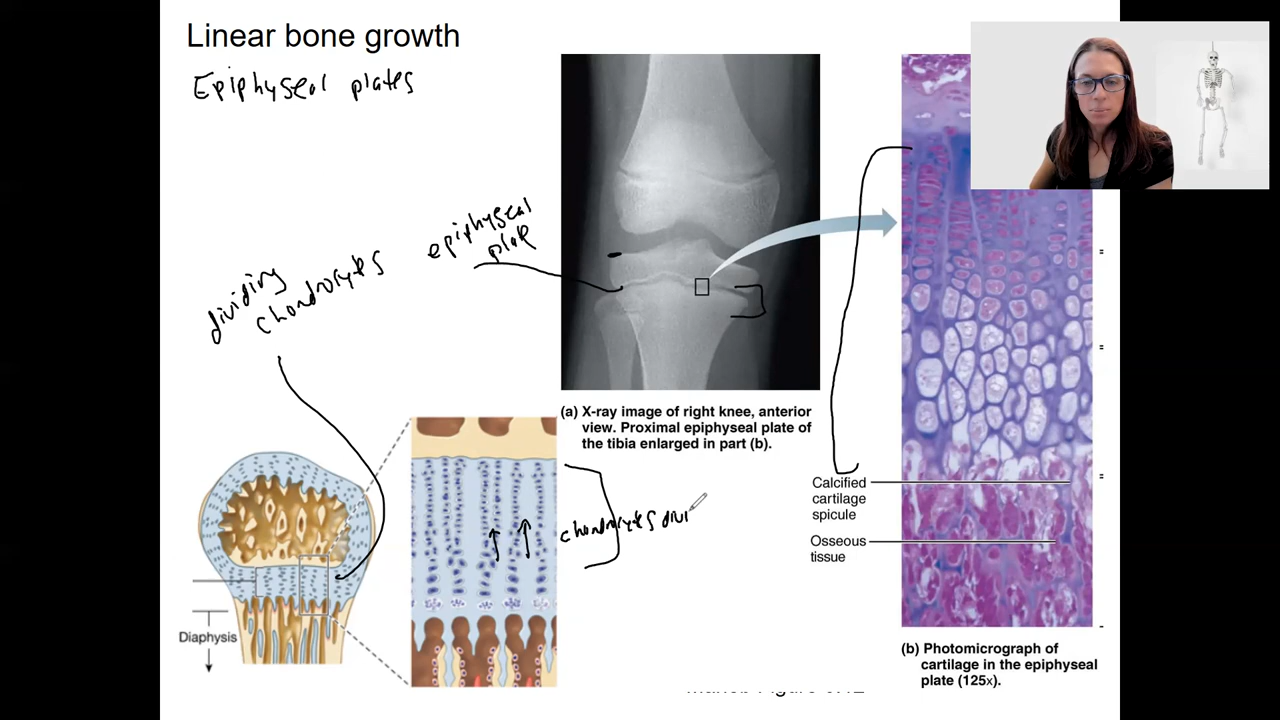 Linear bone growth
Epiphyseal plates
epiphyseal
plate
dividing
chondrocytes
(a) X-ray image of right knee, anterior
view. Proximal epiphyseal plate of
the tibia enlarged in part (b).
chondrocytes divi
Calcified
cartilage
spicule
Osseous
tissue
Diaphysis
(b) Photomicrograph of
cartilage in the epiphyseal
plate (125x).